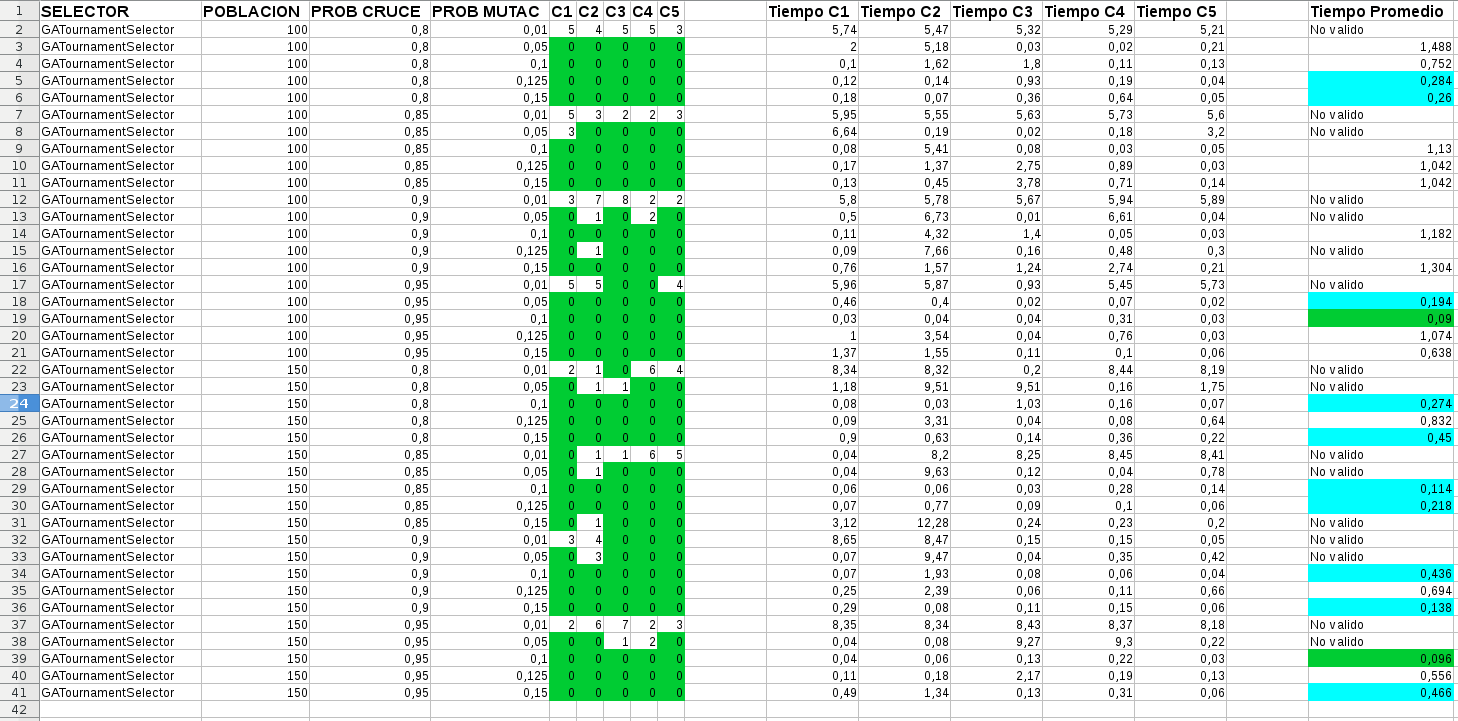 1 SELECTOR POBLACION PROB CRUCE PROB MUTAC C1 C2 C3 C4 C5 Tiempo C1 Tiempo C2 Tiempo C3 Tiempo C4 Tiempo C5 Tiempo Promedio
2 GATournamentSelector 100 0,8 0,01 5 4 5 5 3 5,74 5,47 5,32 5,29 5,21 No valido
3 GATournamentSelector 100 0,8 0,05 0 0 0 0 0 2 5,18 0,03 0,02 0,21 1,488
4 GATournamentSelector 100 0,8 0,1 0 0 0 0 0 0,1 1,62 1,8 0,11 0,13 0,752
5 GATournamentSelector 100 0,8 0,125 0 0 0 0 0 0,12 0,14 0,93 0,19 0,04 0,284
6 GATournamentSelector 100 0,8 0,15 0 0 0 0 0 0,18 0,07 0,36 0,64 0,05 0,26
7 GATournamentSelector 100 0,85 0,01 5 3 2 2 3 5,95 5,55 5,63 5,73 5,6 No valido
8 GATournamentSelector 100 0,85 0,05 3 0 0 0 0 6,64 0,19 0,02 0,18 3,2 No valido
9 GATournamentSelector 100 0,85 0,1 0 0 0 0 0 0,08 5,41 0,08 0,03 0,05 1,13
10 GATournamentSelector 100 0,85 0,125 0 0 0 0 0 0,17 1,37 2,75 0,89 0,03 1,042
11 GATournamentSelector 100 0,85 0,15 0 0 0 0 0 0,13 0,45 3,78 0,71 0,14 1,042
12 GATournamentSelector 100 0,9 0,01 3 7 8 2 2 5,8 5,78 5,67 5,94 5,89 No valido
13 GATournamentSelector 100 0,9 0,05 0 1 0 2 0 0,5 6,73 0,01 6,61 0,04 No valido
14 GATournamentSelector 100 0,9 0,1 0 0 0 0 0 0,11 4,32 1,4 0,05 0,03 1,182
15 GATournamentSelector 100 0,9 0,125 0 1 0 0 0 0,09 7,66 0,16 0,48 0,3 No valido
16 GATournamentSelector 100 0,9 0,15 0 0 0 0 0 0,76 1,57 1,24 2,74 0,21 1,304
17 GATournamentSelector 100 0,95 0,01 5 5 0 0 4 5,96 5,87 0,93 5,45 5,73 No valido
18 GATournamentSelector 100 0,95 0,05 0 0 0 0 0 0,46 0,4 0,02 0,07 0,02 0,194
19 GATournamentSelector 100 0,95 0,1 0 0 0 0 0 0,03 0,04 0,04 0,31 0,03 0,09
20 GATournamentSelector 100 0,95 0,125 0 0 0 0 0 1 3,54 0,04 0,76 0,03 1,074
21 GATournamentSelector 100 0,95 0,15 0 0 0 0 0 1,37 1,55 0,11 0,1 0,06 0,638
22 GATournamentSelector 150 0,8 0,01 2 1 0 6 4 8,34 8,32 0,2 8,44 8,19 No valido
23 GATournamentSelector 150 0,8 0,05 0 1 1 0 0 1,18 9,51 9,51 0,16 1,75 No valido
24 GATournamentSelector 150 0,8 0,1 0 0 0 0 0 0,08 0,03 1,03 0,16 0,07 0,274
25 GATournamentSelector 150 0,8 0,125 0 0 0 0 0 0,09 3,31 0,04 0,08 0,64 0,832
26 GATournamentSelector 150 0,8 0,15 0 0 0 0 0 0,9 0,63 0,14 0,36 0,22 0,45
27 GATournamentSelector 150 0,85 0,01 0 1 1 6 5 0,04 8,2 8,25 8,45 8,41 No valido
28 GATournamentSelector 150 0,85 0,05 0 1 0 0 0 0,04 9,63 0,12 0,04 0,78 No valido
29 GATournamentSelector 150 0,85 0,1 0 0 0 0 0 0,06 0,06 0,03 0,28 0,14 0,114
30 GATournamentSelector 150 0,85 0,125 0 0 0 0 0 0,07 0,77 0,09 0,1 0,06 0,218
31 GATournamentSelector 150 0,85 0,15 0 1 0 0 0 3,12 12,28 0,24 0,23 0,2 No valido
32 GATournamentSelector 150 0,9 0,01 3 4 0 0 0 8,65 8,47 0,15 0,15 0,05 No valido
33 GATournamentSelector 150 0,9 0,05 0 3 0 0 0 0,07 9,47 0,04 0,35 0,42 No valido
34 GATournamentSelector 150 0,9 0,1 0 0 0 0 0 0,07 1,93 0,08 0,06 0,04 0,436
35 GATournamentSelector 150 0,9 0,125 0 0 0 0 0 0,25 2,39 0,06 0,11 0,66 0,694
36 GATournamentSelector 150 0,9 0,15 0 0 0 0 0 0,29 0,08 0,11 0,15 0,06 0,138
37 GATournamentSelector 150 0,95 0,01 2 6 7 2 3 8,35 8,34 8,43 8,37 8,18 No valido
38 GATournamentSelector 150 0,95 0,05 0 0 1 2 0 0,04 0,08 9,27 9,3 0,22 No valido
39 GATournamentSelector 150 0,95 0,1 0 0 0 0 0 0,04 0,06 0,13 0,22 0,03 0,096
40 GATournamentSelector 150 0,95 0,125 0 0 0 0 0 0,11 0,18 2,17 0,19 0,13 0,556
41 GATournamentSelector 150 0,95 0,15 0 0 0 0 0 0,49 1,34 0,13 0,31 0,06 0,466
42